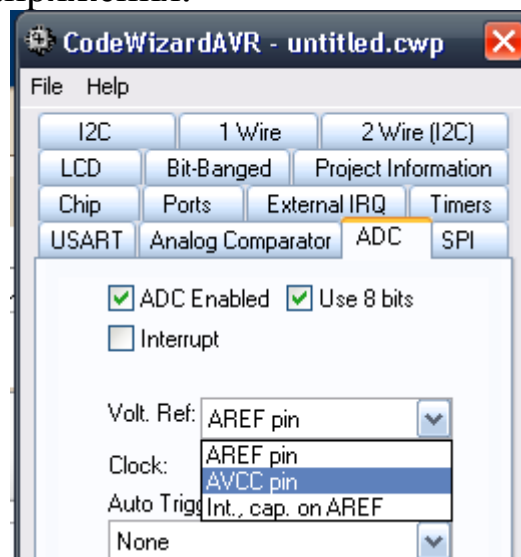 CodeWizardAVR - untitled.cwp
File Help
I2C 1 Wire 2 Wire (I2C)
LCD Bit-Banged Project Information
Chip Ports External IRQ Timers
USART Analog Comparator ADC SPI
ADC Enabled Use 8 bits
Interrupt
Volt. Ref: AREF pin
AREF pin
Clock:
AVCC pin
Auto Trigg
Int., cap. on AREF
None